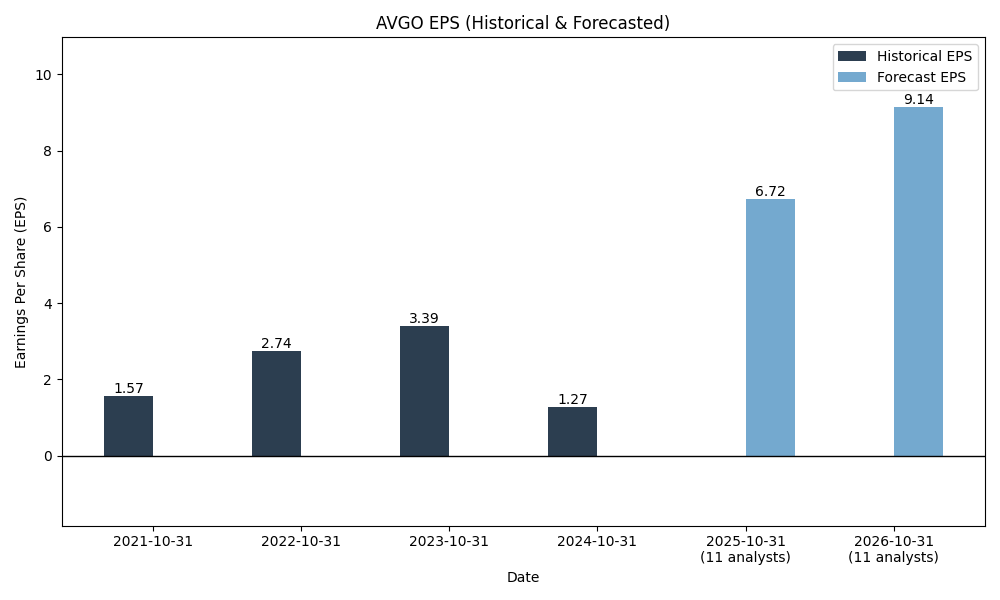 AVGO EPS (Historical & Forecasted)
Historical EPS
Forecast EPS
Earnings Per Share (EPS)
10
8
6
4
2
0
1.57
2.74
3.39
1.27
6.72
9.14
2021-10-31
2022-10-31
2023-10-31
2024-10-31
2025-10-31
(11 analysts)
2026-10-31
(11 analysts)
Date